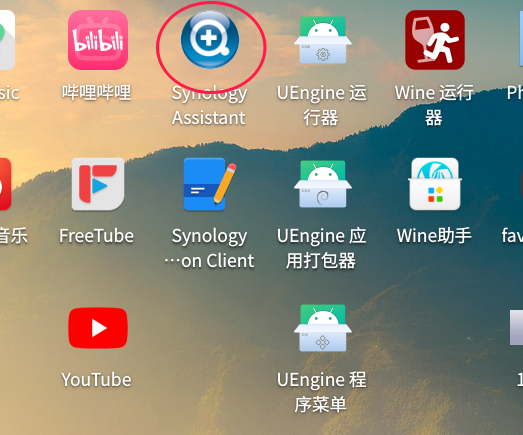 sic
bilibili
哔哩哔哩
Synology
Assistant
UEngine 运
行器
Wine 运行
器
Ph
音乐
FreeTube
Synology
…on Client
UEngine 应
用打包器
Wine助手
fav
YouTube
UEngine 程
序菜单
1